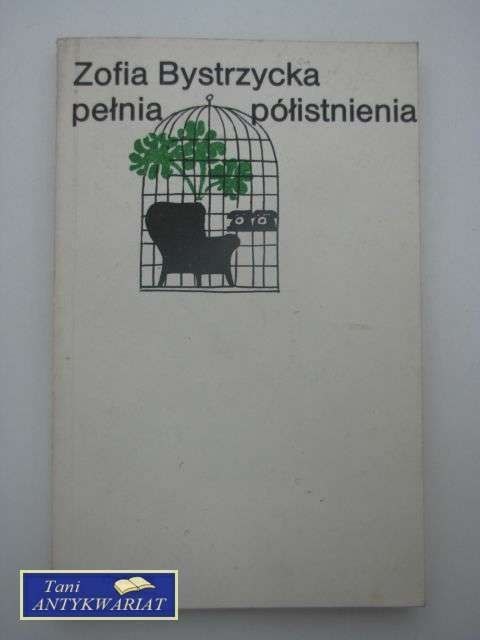 Zofia Bystrzycka
pełnia półistnienia
Tani
ANTYKWARIAT